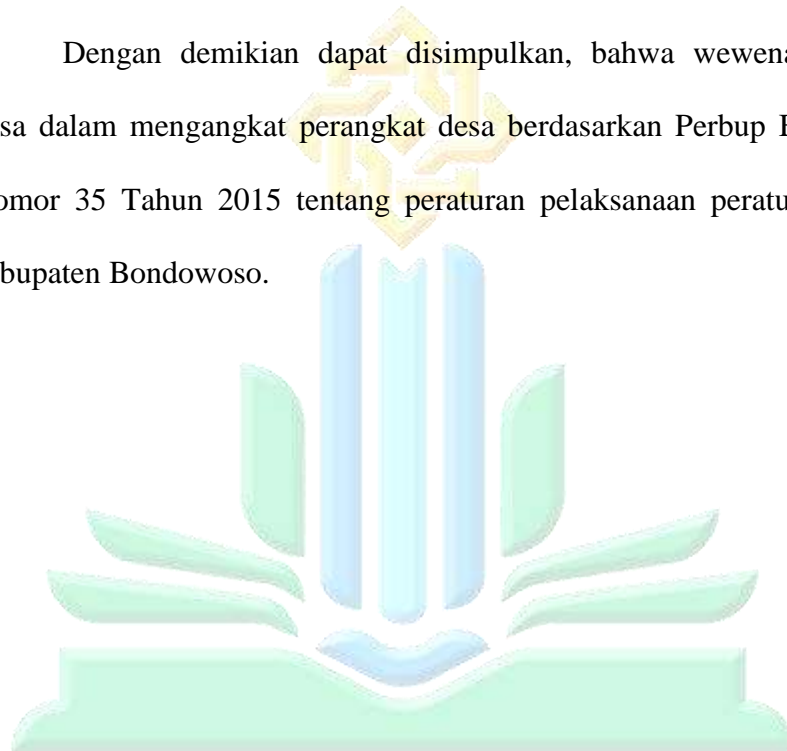 Dengan demikian dapat disimpulkan, bahwa wewena
sa dalam mengangkat perangkat desa berdasarkan Perbup B
omor 35 Tahun 2015 tentang peraturan pelaksanaan peratu
bupaten Bondowoso.